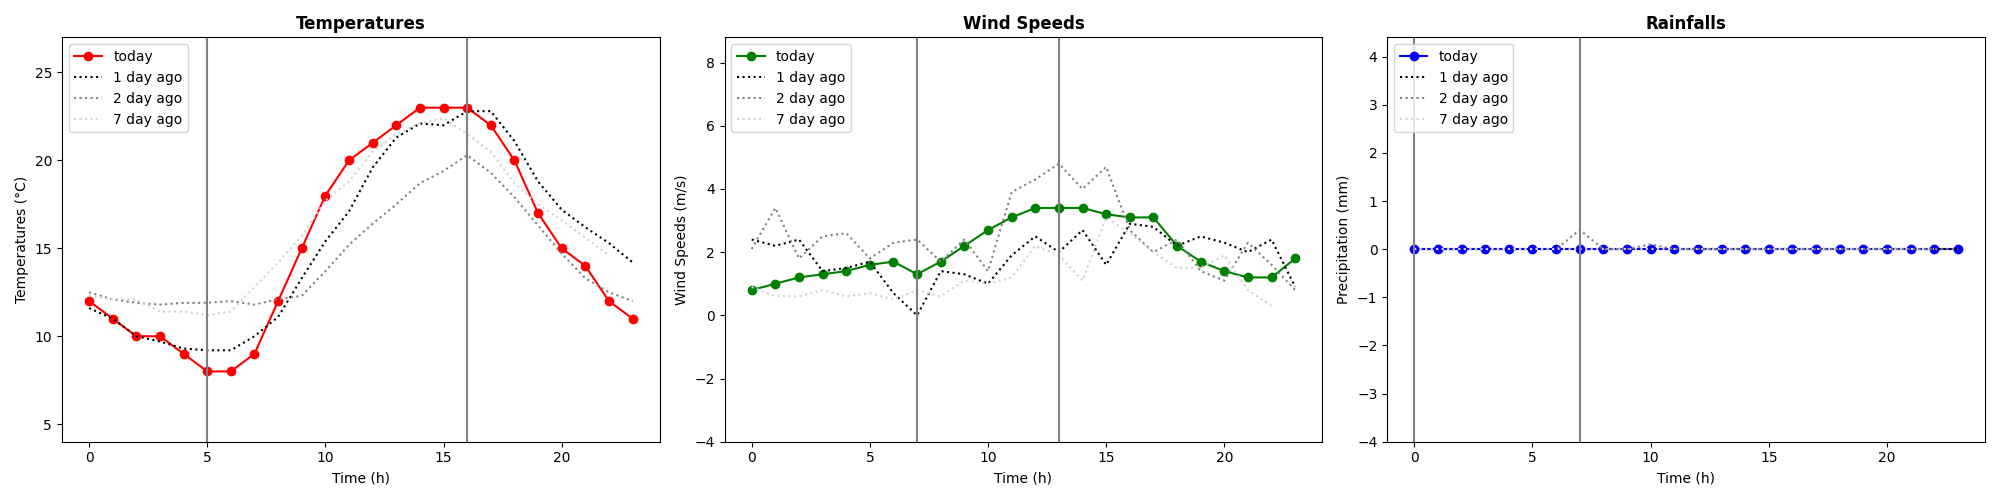 Temperatures
today
1 day ago
2 day ago
7 day ago
25
20
15
10
5
Temperatures (°C)
0 5 10 15 20
Time (h)
Wind Speeds
today
1 day ago
2 day ago
7 day ago
8
6
4
2
0
−2
−4
Wind Speeds (m/s)
0 5 10 15 20
Time (h)
Rainfalls
today
1 day ago
2 day ago
7 day ago
4
3
2
1
0
−1
−2
−3
−4
Precipitation (mm)
0 5 10 15 20
Time (h)